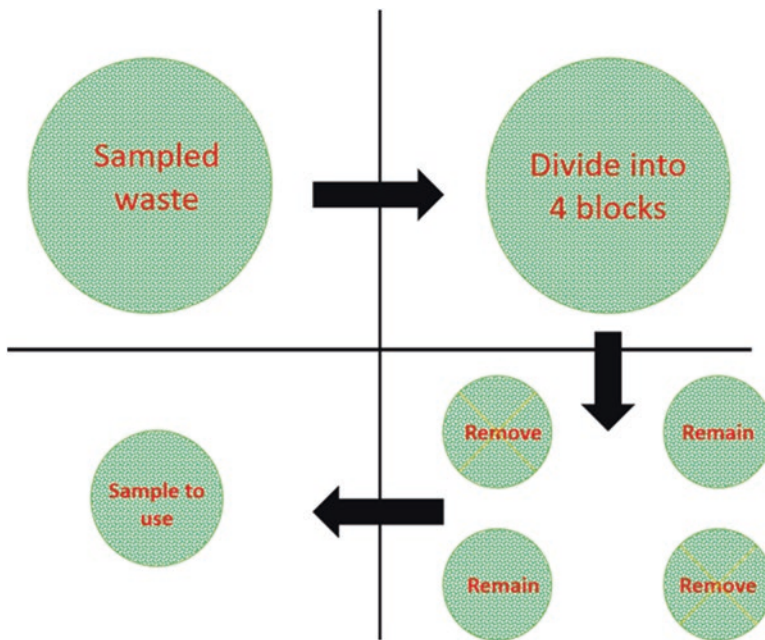 Sampled
waste
Divide into
4 blocks
Remove
Remain
Sample to
use
Remain
Remove